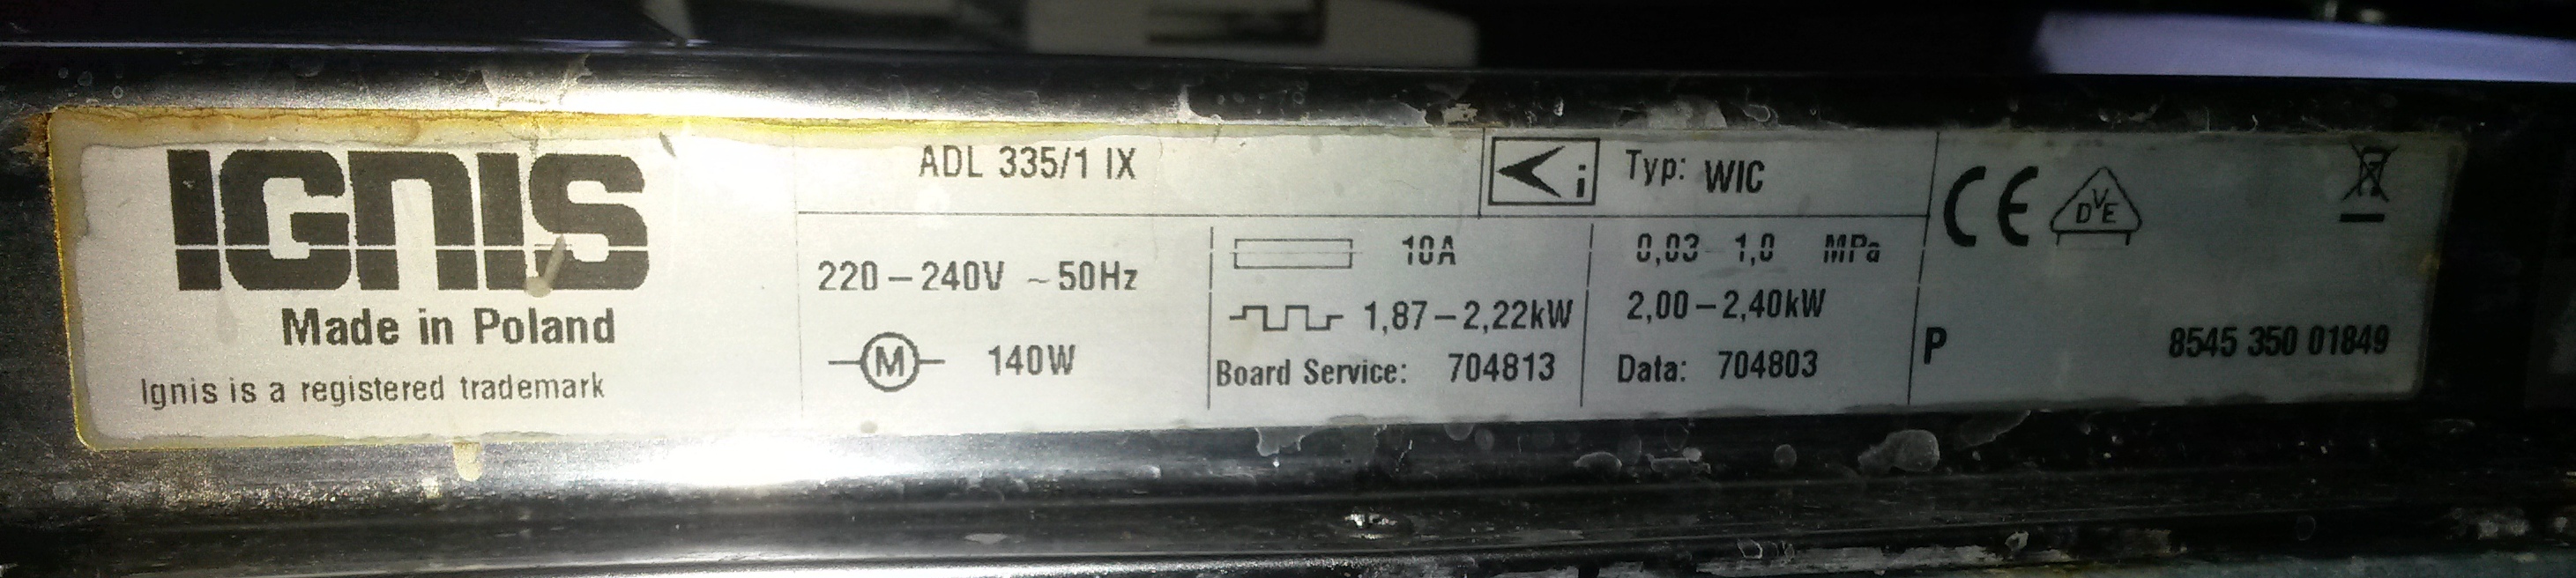 IGNIS
Made in Poland
Ignis is a registered trademark
ADL 335/1 IX
220-240V ~50Hz
M 140W
10A
1,87-2,22kW
Board Service: 704813
i Typ: WIC
0,03-1,0 MPa
2,00-2,40kW
Data: 704803
CE DVE
P 8545 350 01849